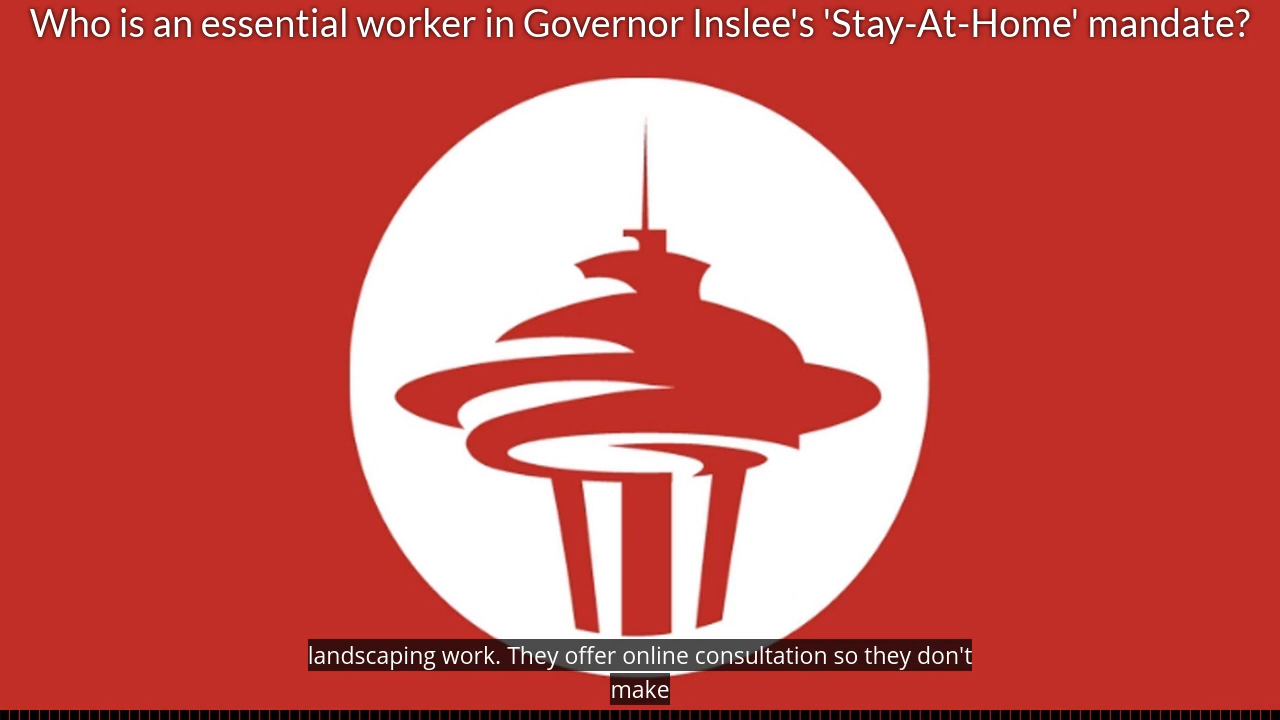 Who is an essential worker in Governor Inslee's 'Stay-At-Home' mandate?
landscaping work. They offer online consultation so they don't
make